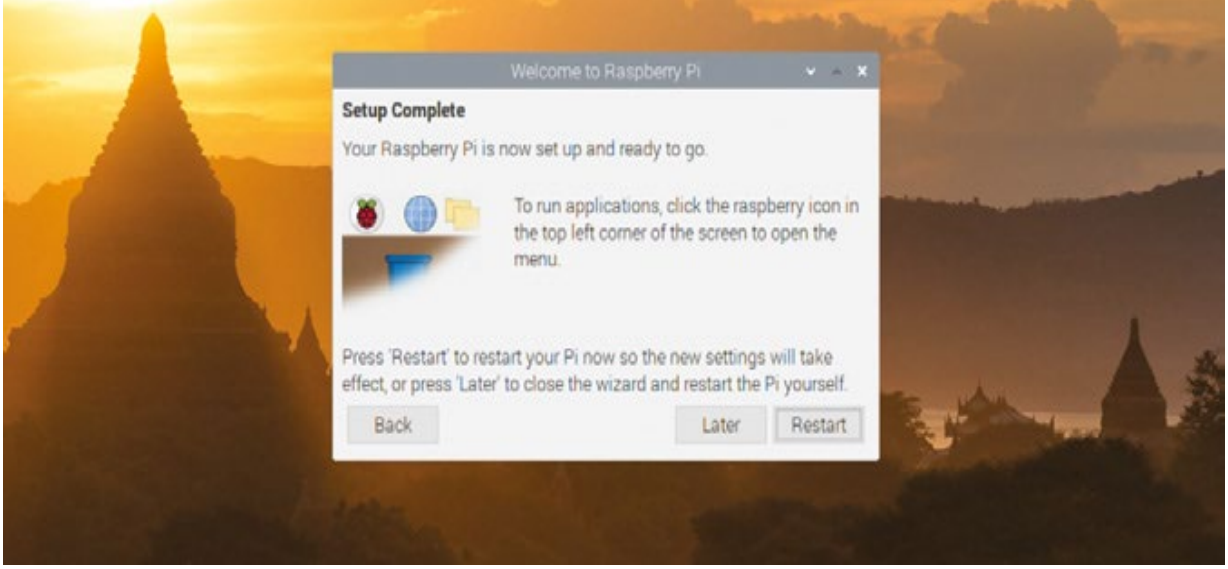 Welcome to Raspberry Pi
Setup Complete
Your Raspberry Pi is now set up and ready to go.
To run applications, click the raspberry icon in
the top left corner of the screen to open the
menu.
Press 'Restart' to restart your Pi now so the new settings will take
effect, or press 'Later' to close the wizard and restart the Pi yourself.
Back Later Restart